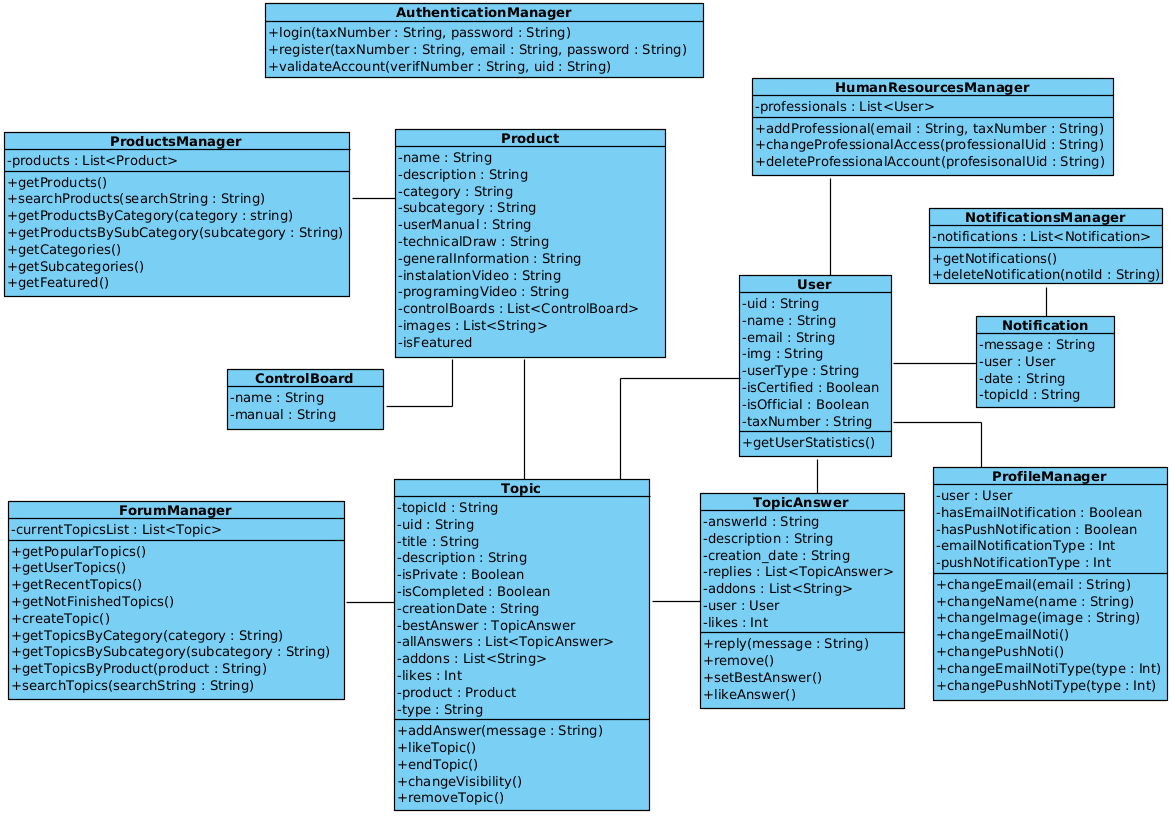 AuthenticationManager
+login(taxNumber : String, password : String)
+register(taxNumber : String, email : String, password : String)
+validateAccount(verifNumber : String, uid : String)
HumanResourcesManager
-professionals : List<User>
+addProfessional(email : String, taxNumber : String)
+changeProfessionalAccess(professionalUid : String)
+deleteProfessionalAccount(profesisonalUid : String)
ProductsManager
-products : List<Product>
+getProducts()
+searchProducts(searchString : String)
+getProductsByCategory(category : string)
+getProductsBySubCategory(subcategory : String)
+getCategories()
+getSubcategories()
+getFeatured()
Product
-name : String
-description : String
-category : String
-subcategory : String
-userManual : String
-technicalDraw : String
-generalInformation : String
-instalationVideo : String
-programingVideo : String
-controlBoards : List<ControlBoard>
-images : List<String>
-isFeatured
NotificationsManager
-notifications : List<Notification>
+getNotifications()
+deleteNotification(notiId : String)
User
-uid : String
-name : String
-email : String
-img : String
-userType : String
-isCertified : Boolean
-isOfficial : Boolean
-taxNumber : String
+getUserStatistics()
Notification
-message : String
-user : User
-date : String
-topicId : String
ControlBoard
-name : String
-manual : String
ForumManager
-currentTopicsList : List<Topic>
+getPopularTopics()
+getUserTopics()
+getRecentTopics()
+getNotFinishedTopics()
+createTopic()
+getTopicsByCategory(category : String)
+getTopicsBySubcategory(subcategory : String)
+getTopicsByProduct(product : String)
+searchTopics(searchString : String)
Topic
-topicId : String
-uid : String
-title : String
-description : String
-isPrivate : Boolean
-isCompleted : Boolean
-creationDate : String
-bestAnswer : TopicAnswer
-allAnswers : List<TopicAnswer>
-addons : List<String>
-likes : Int
-product : Product
-type : String
+addAnswer(message : String)
+likeTopic()
+endTopic()
+changeVisibility()
+removeTopic()
TopicAnswer
-answerId : String
-description : String
-creation_date : String
-replies : List<TopicAnswer>
-addons : List<String>
-user : User
-likes : Int
+reply(message : String)
+remove()
+setBestAnswer()
+likeAnswer()
ProfileManager
-user : User
-hasEmailNotification : Boolean
-hasPushNotification : Boolean
-emailNotificationType : Int
-pushNotificationType : Int
+changeEmail(email : String)
+changeName(name : String)
+changeImage(image : String)
+changeEmailNoti()
+changePushNoti()
+changeEmailNotiType(type : Int)
+changePushNotiType(type : Int)